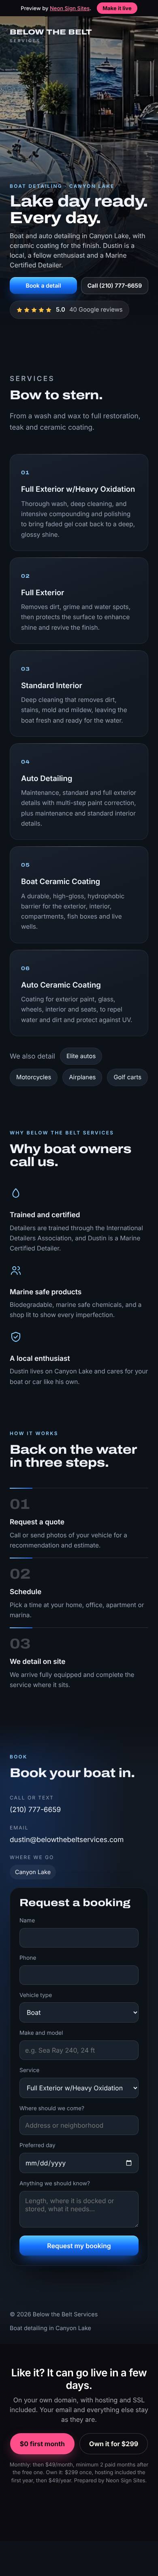 Preview by Neon Sign Sites. Make it live
BELOW THE BELT
SERVICES
BOAT DETAILING · CANYON LAKE
Lake day ready.
Every day.
Boat and auto detailing in Canyon Lake, with
ceramic coating for the finish. Dustin is a
local, a fellow enthusiast and a Marine
Certified Detailer.
Book a detail
Call (210) 777-6659
★★★★★ 5.0 40 Google reviews
SERVICES
Bow to stern.
From a wash and wax to full restoration,
teak and ceramic coating.
01
Full Exterior w/Heavy Oxidation
Thorough wash, deep cleaning, and
intensive compounding and polishing
to bring faded gel coat back to a deep,
glossy shine.
02
Full Exterior
Removes dirt, grime and water spots,
then protects the surface to enhance
shine and revive the finish.
03
Standard Interior
Deep cleaning that removes dirt,
stains, mold and mildew, leaving the
boat fresh and ready for the water.
04
Auto Detailing
Maintenance, standard and full exterior
details with multi-step paint correction,
plus maintenance and standard interior
details.
05
Boat Ceramic Coating
A durable, high-gloss, hydrophobic
barrier for the exterior, interior,
compartments, fish boxes and live
wells.
06
Auto Ceramic Coating
Coating for exterior paint, glass,
wheels, interior and seats, to repel
water and dirt and protect against UV.
We also detail
Elite autos
Motorcycles
Airplanes
Golf carts
WHY BELOW THE BELT SERVICES
Why boat owners
call us.
Trained and certified
Detailers are trained through the International
Detailers Association, and Dustin is a Marine
Certified Detailer.
Marine safe products
Biodegradable, marine safe chemicals, and a
shop lit to show every imperfection.
A local enthusiast
Dustin lives on Canyon Lake and cares for your
boat or car like his own.
HOW IT WORKS
Back on the water
in three steps.
01
Request a quote
Call or send photos of your vehicle for a
recommendation and estimate.
02
Schedule
Pick a time at your home, office, apartment or
marina.
03
We detail on site
We arrive fully equipped and complete the
service where it sits.
BOOK
Book your boat in.
CALL OR TEXT
(210) 777-6659
EMAIL
dustin@belowthebeltservices.com
WHERE WE GO
Canyon Lake
Request a booking
Name
Phone
Vehicle type
Boat
Make and model
e.g. Sea Ray 240, 24 ft
Service
Full Exterior w/Heavy Oxidation
Where should we come?
Address or neighborhood
Preferred day
mm/dd/yyyy
Anything we should know?
Length, where it is docked or
stored, what it needs...
Request my booking
© 2026 Below the Belt Services
Boat detailing in Canyon Lake
Like it? It can go live in a few
days.
On your own domain, with hosting and SSL
included. Your email and everything else stay
as they are.
$0 first month
Own it for $299
Monthly: then $49/month, minimum 2 paid months after
the free one. Own it: $299 once, hosting included the
first year, then $49/year. Prepared by Neon Sign Sites.